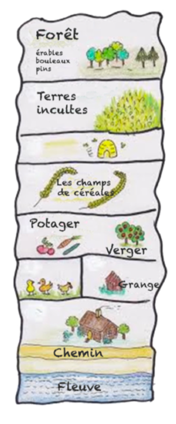 Forêt
érables
bouleaux
pins
Terres
incultes
Les champs
de céréales
Potager
Verger
Grange
Chemin
Fleuve